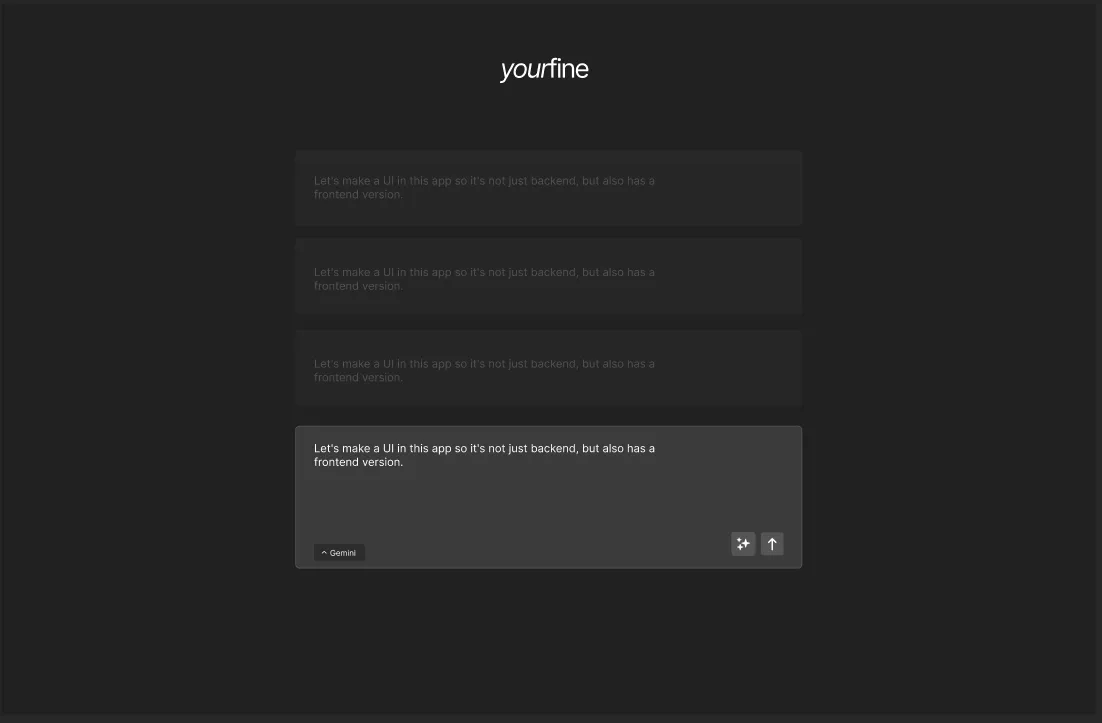 yourfine
Let's make a UI in this app so it's not just backend, but also has a
frontend version.
Let's make a UI in this app so it's not just backend, but also has a
frontend version.
Let's make a UI in this app so it's not just backend, but also has a
frontend version.
Let's make a UI in this app so it's not just backend, but also has a
frontend version.
Gemini